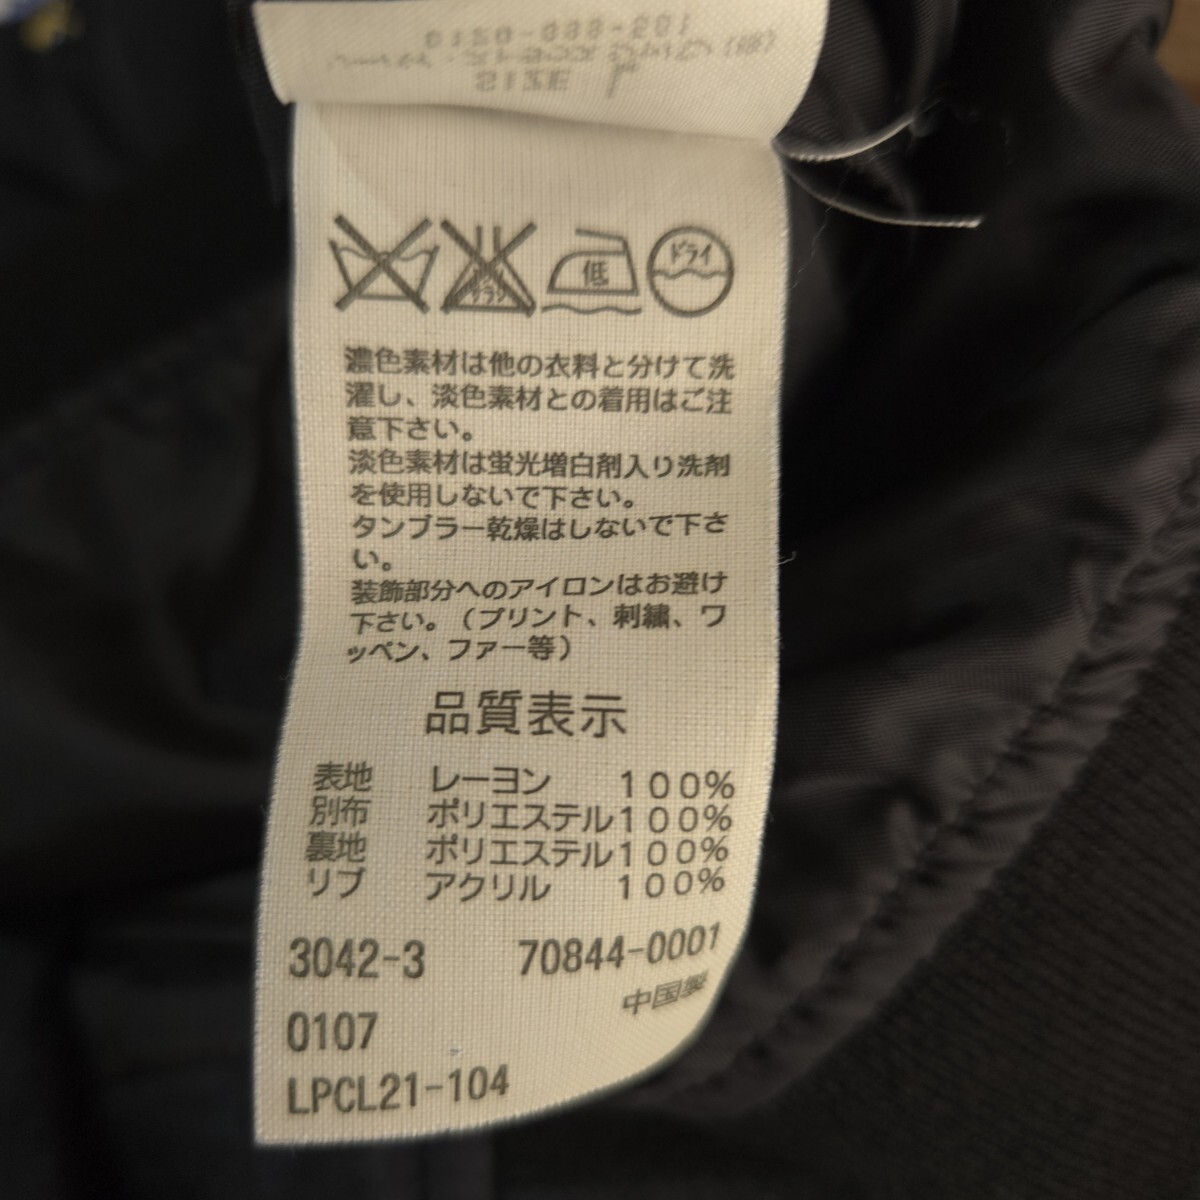 SIZE
サラシ
低
ドライ
濃色素材は他の衣料と分けて洗
濯し、淡色素材との着用はご注
意下さい。
淡色素材は蛍光増白剤入り洗剤
を使用しないで下さい。
タンブラー乾燥はしないで下さ
い。
装飾部分へのアイロンはお避け
下さい。（プリント、刺繍、ワ
ッペン、ファー等）
品質表示
表地 レーヨン 100%
別布 ポリエステル100%
裏地 ポリエステル100%
リブ アクリル 100%
3042-3 70844-0001
中国製
0107
LPCL21-104